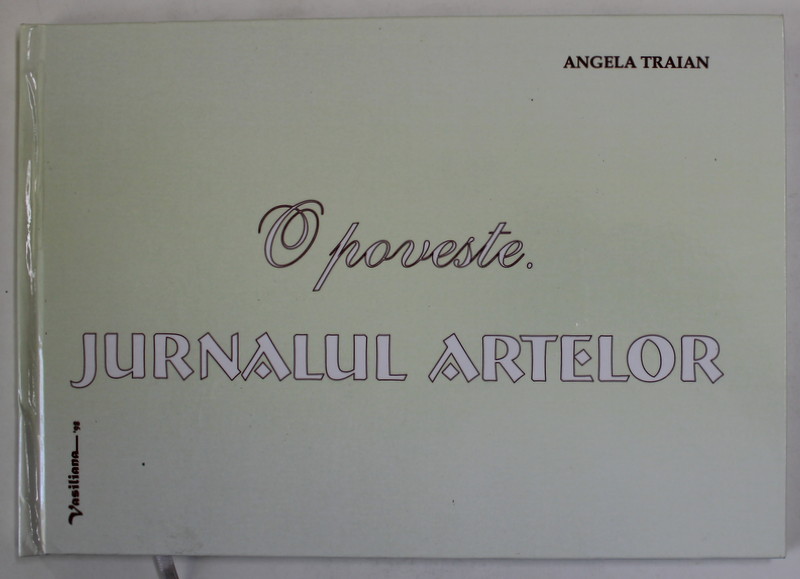 ANGELA TRAIAN
O poveste.
JURNALUL ARTELOR
Vasiliana '98